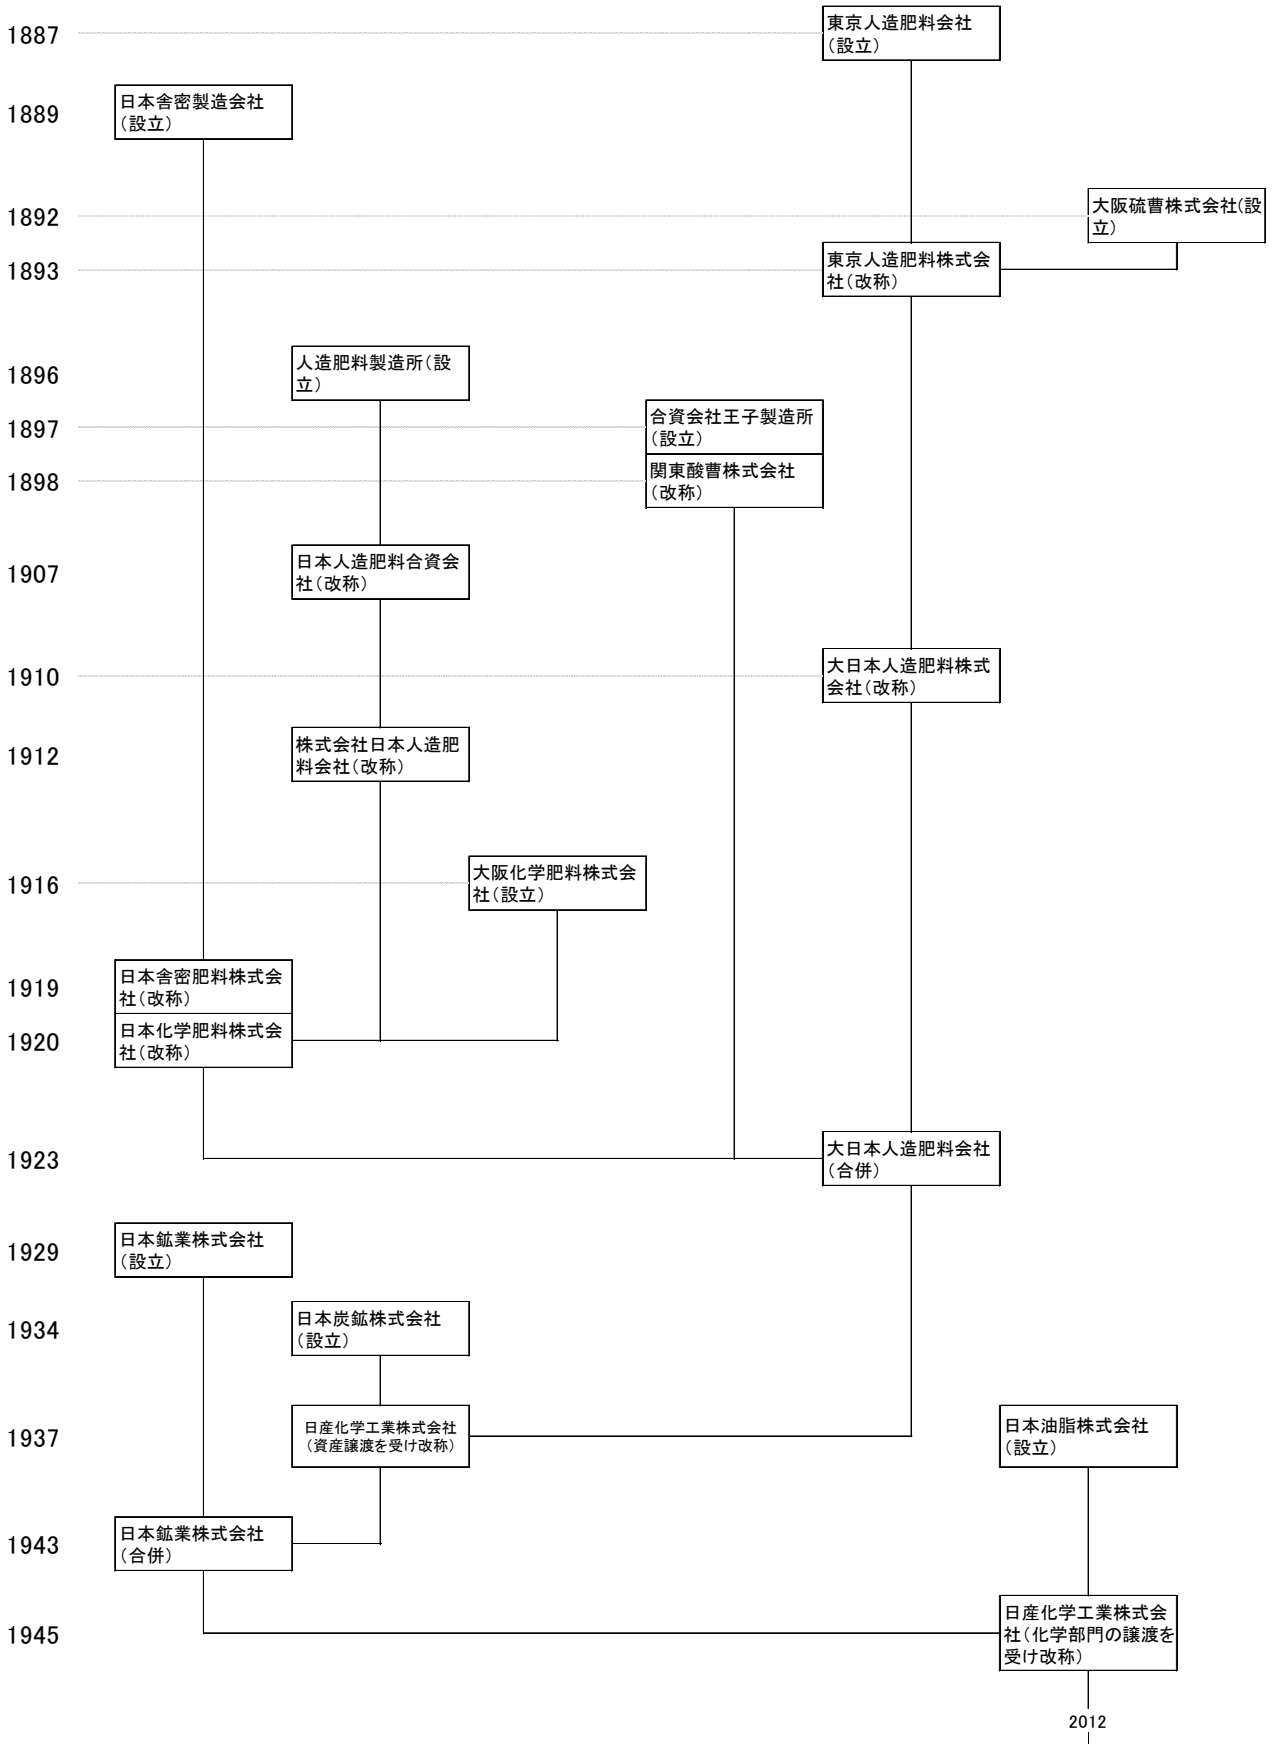 1887
東京人造肥料会社
（設立）
1889
日本舎密製造会社
（設立）
1892
大阪硫曹株式会社（設
立）
1893
東京人造肥料株式会
社（改称）
1896
人造肥料製造所（設
立）
1897
合資会社王子製造所
（設立）
1898
関東酸曹株式会社
（改称）
1907
日本人造肥料合資会
社（改称）
1910
大日本人造肥料株式
会社（改称）
1912
株式会社日本人造肥
料会社（改称）
1916
大阪化学肥料株式会
社（設立）
1919
日本舎密肥料株式会
社（改称）
1920
日本化学肥料株式会
社（改称）
1923
大日本人造肥料会社
（合併）
1929
日本鉱業株式会社
（設立）
1934
日本炭鉱株式会社
（設立）
1937
日産化学工業株式会社
（資産譲渡を受け改称）
日本油脂株式会社
（設立）
1943
日本鉱業株式会社
（合併）
1945
日産化学工業株式会
社（化学部門の譲渡を
受け改称）
2012